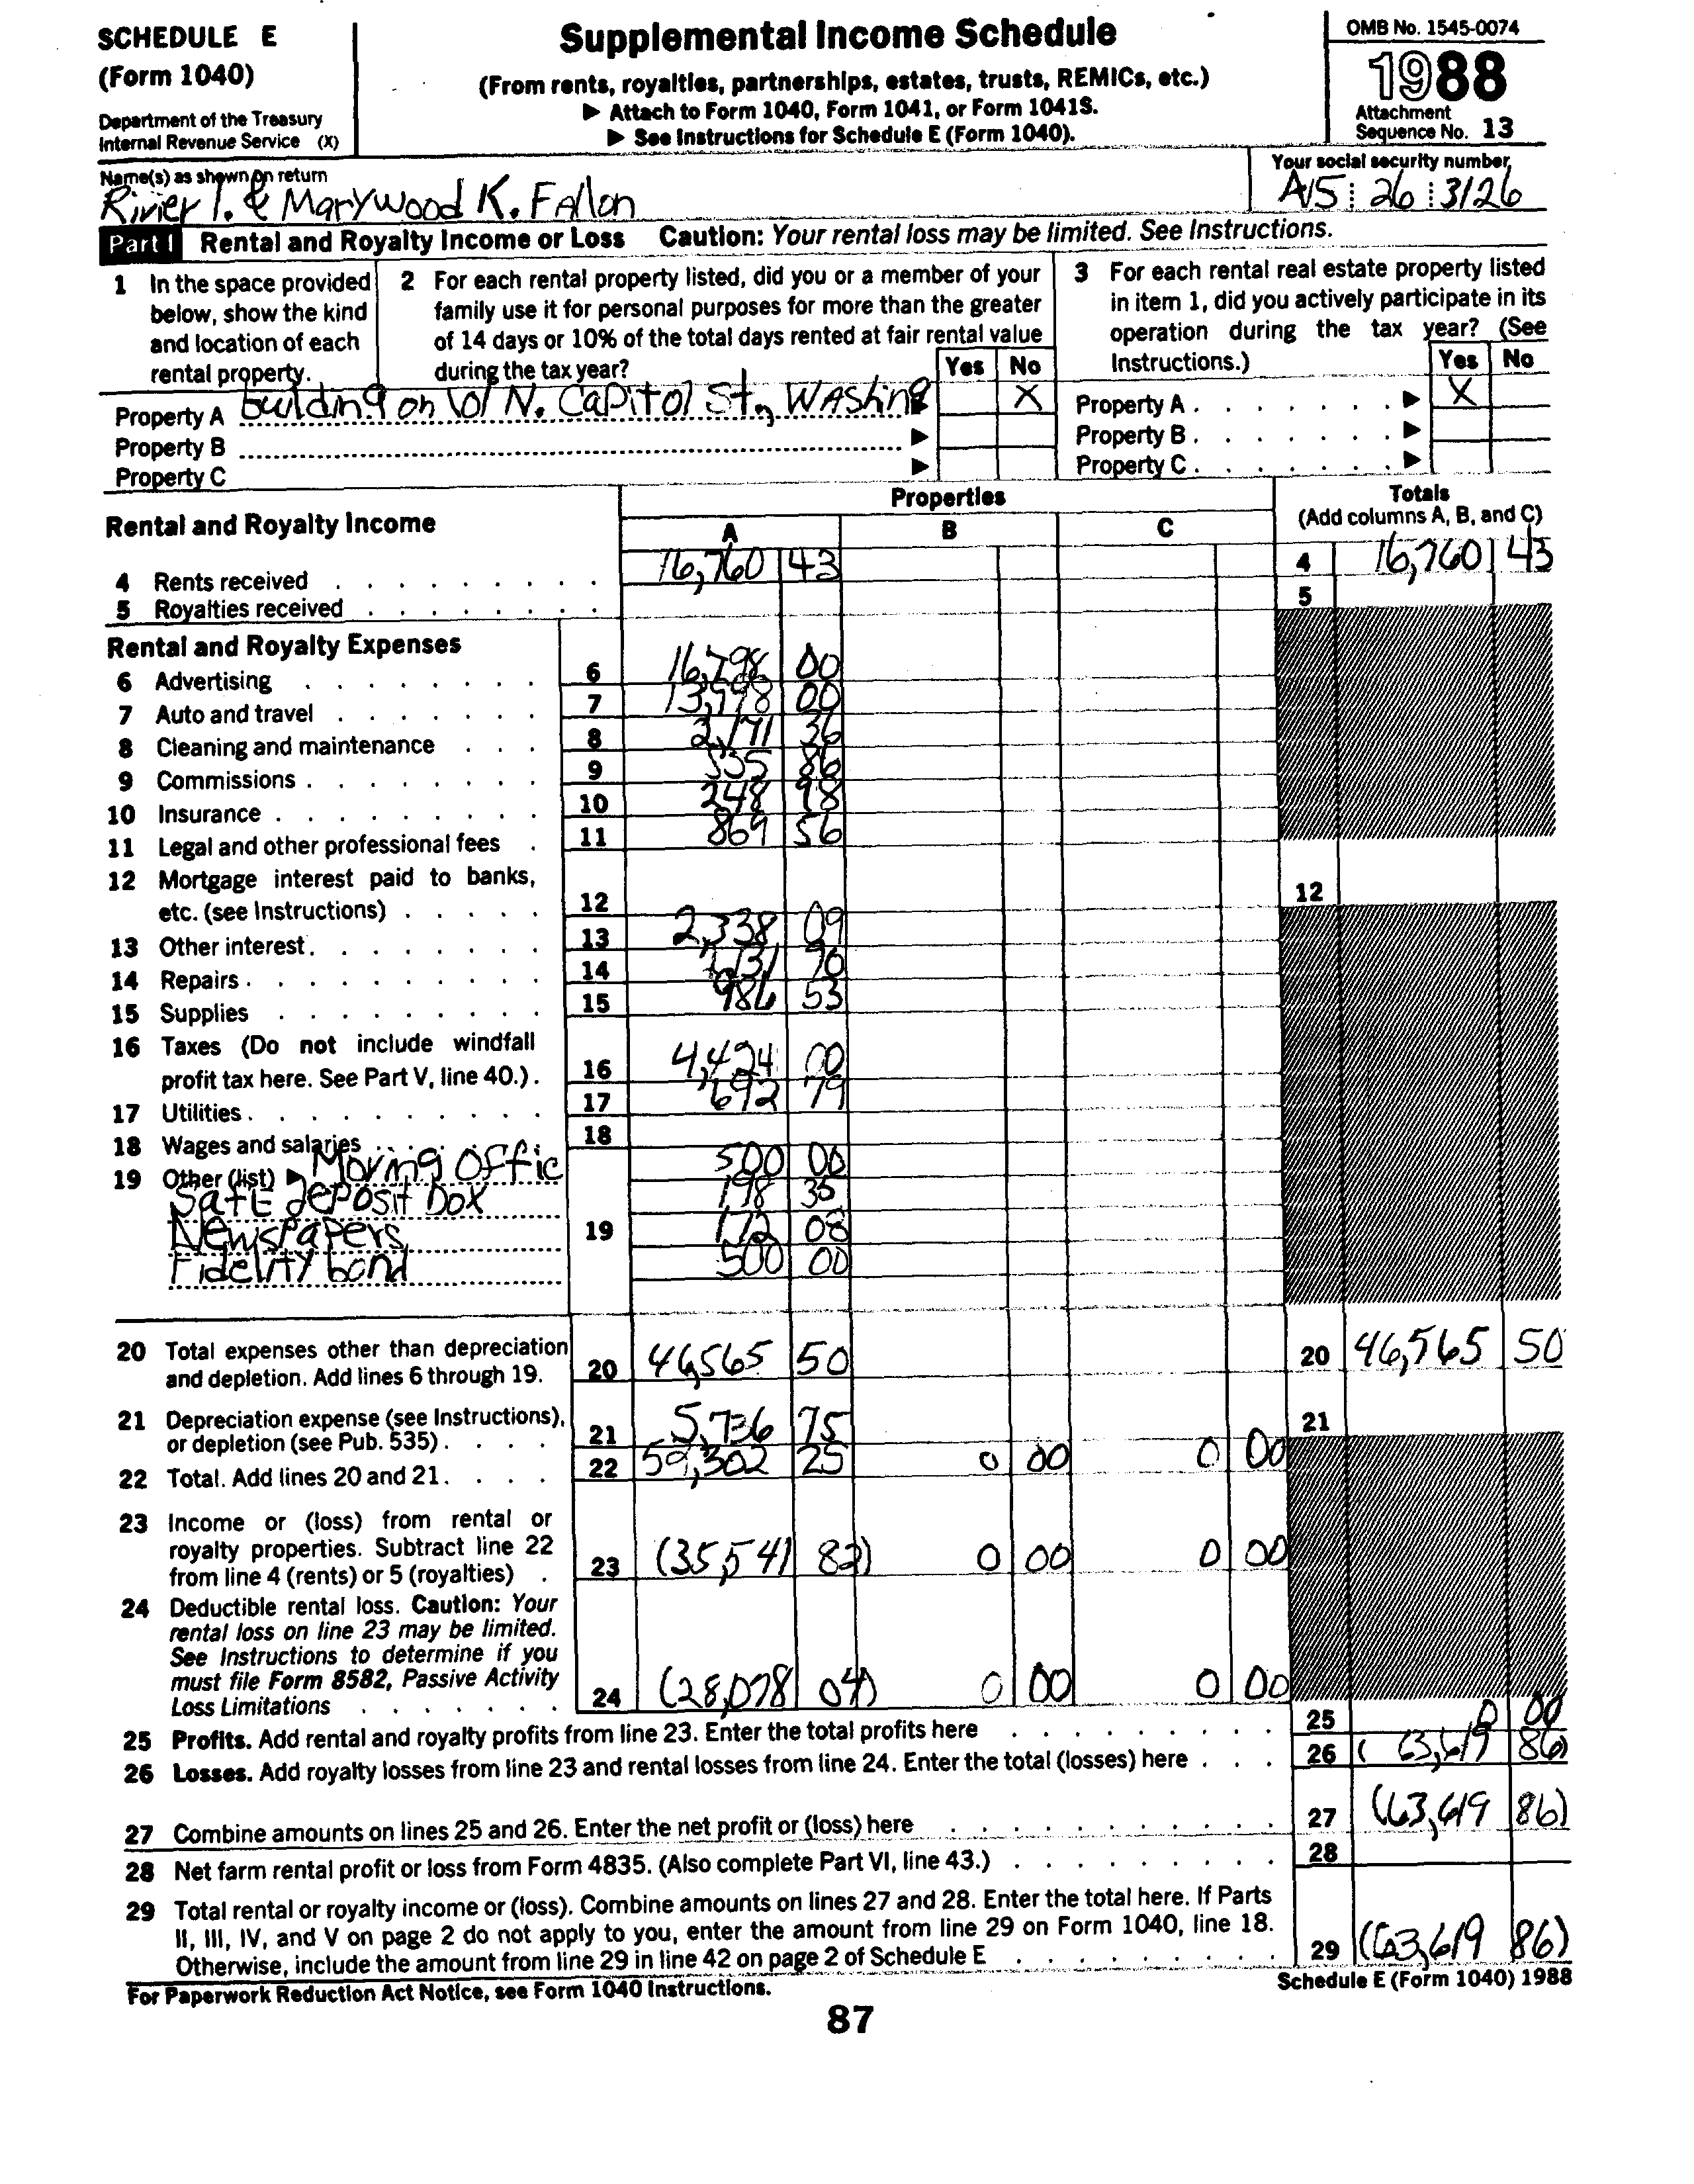 SCHEDULE E
(Form 1040)
Department of the Treasury
Internal Revenue Service (X)
Supplemental Income Schedule
(From rents, royalties, partnerships, estates, trusts, REMICs, etc.)
▶ Attach to Form 1040, Form 1041, or Form 1041S.
▶ See Instructions for Schedule E (Form 1040).
OMB No. 1545-0074
1988
Attachment
Sequence No. 13
Name(s) as shown on return
Rivier I. & Marywood K. Fallon
Your social security number
A15 26 3126
Part I Rental and Royalty Income or Loss Caution: Your rental loss may be limited. See Instructions.
1 In the space provided
below, show the kind
and location of each
rental property.
2 For each rental property listed, did you or a member of your
family use it for personal purposes for more than the greater
of 14 days or 10% of the total days rented at fair rental value
during the tax year?
Yes No
3 For each rental real estate property listed
in item 1, did you actively participate in its
operation during the tax year? (See
Instructions.)
Yes No
Property A building on 101 N. Capitol St., Washing ▶ X
Property B ▶
Property C ▶
Property A . . . . . . . ▶ X
Property B . . . . . . . ▶
Property C . . . . . . . ▶
Rental and Royalty Income
Properties
A B C
Totals
(Add columns A, B, and C)
4 Rents received 16,760 43 4 16,760 43
5 Royalties received 5
Rental and Royalty Expenses
6 Advertising 6 16,798 00
7 Auto and travel 7 13,998 00
8 Cleaning and maintenance 8 36
9 Commissions 9 535 86
10 Insurance 10 248 98
11 Legal and other professional fees 11 869 56
12 Mortgage interest paid to banks,
etc. (see Instructions) 12 12
13 Other interest 13 2,338 09
14 Repairs 14 70
15 Supplies 15 986 53
16 Taxes (Do not include windfall
profit tax here. See Part V, line 40.) 16 4,424 00
17 Utilities 17 692 79
18 Wages and salaries 18
19 Other (list) ▶ Moving Offic 500 00
Safe deposit box 198 35
Newspapers 19 172 08
Fidelity bond 500 00
20 Total expenses other than depreciation
and depletion. Add lines 6 through 19. 20 46,565 50 20 46,565 50
21 Depreciation expense (see Instructions),
or depletion (see Pub. 535) 21 5,736 75 21
22 Total. Add lines 20 and 21 22 59,302 25 0 00 0 00
23 Income or (loss) from rental or
royalty properties. Subtract line 22
from line 4 (rents) or 5 (royalties) 23 (35,541 82) 0 00 0 00
24 Deductible rental loss. Caution: Your
rental loss on line 23 may be limited.
See Instructions to determine if you
must file Form 8582, Passive Activity
Loss Limitations 24 (28,078 04) 0 00 0 00
25 Profits. Add rental and royalty profits from line 23. Enter the total profits here 25 0 00
26 Losses. Add royalty losses from line 23 and rental losses from line 24. Enter the total (losses) here 26 ( 63,619 86)
27 Combine amounts on lines 25 and 26. Enter the net profit or (loss) here 27 (63,619 86)
28 Net farm rental profit or loss from Form 4835. (Also complete Part VI, line 43.) 28
29 Total rental or royalty income or (loss). Combine amounts on lines 27 and 28. Enter the total here. If Parts
II, III, IV, and V on page 2 do not apply to you, enter the amount from line 29 on Form 1040, line 18.
Otherwise, include the amount from line 29 in line 42 on page 2 of Schedule E 29 (63,619 86)
For Paperwork Reduction Act Notice, see Form 1040 Instructions.
Schedule E (Form 1040) 1988
87